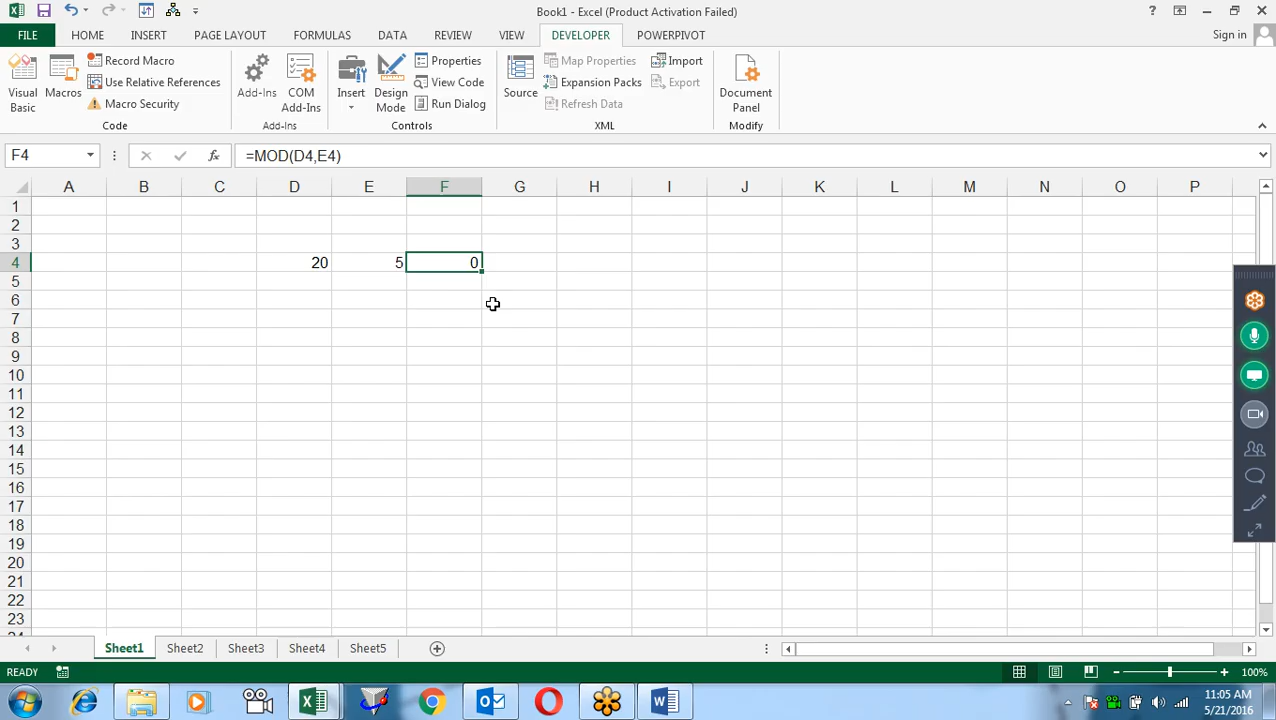 Book1 - Excel (Product Activation Failed)
FILE HOME INSERT PAGE LAYOUT FORMULAS DATA REVIEW VIEW DEVELOPER POWERPIVOT Sign in
Visual Basic
Macros
Record Macro
Use Relative References
Macro Security
Code
Add-Ins
COM Add-Ins
Add-Ins
Insert
Design Mode
Properties
View Code
Run Dialog
Controls
Source
Map Properties
Expansion Packs
Refresh Data
Import
Export
XML
Document Panel
Modify
F4 fx =MOD(D4,E4)
A B C D E F G H I J K L M N O P
1
2
3
4 20 5 0
5
6
7
8
9
10
11
12
13
14
15
16
17
18
19
20
21
22
23
24
Sheet1 Sheet2 Sheet3 Sheet4 Sheet5
READY 100%
11:05 AM
5/21/2016